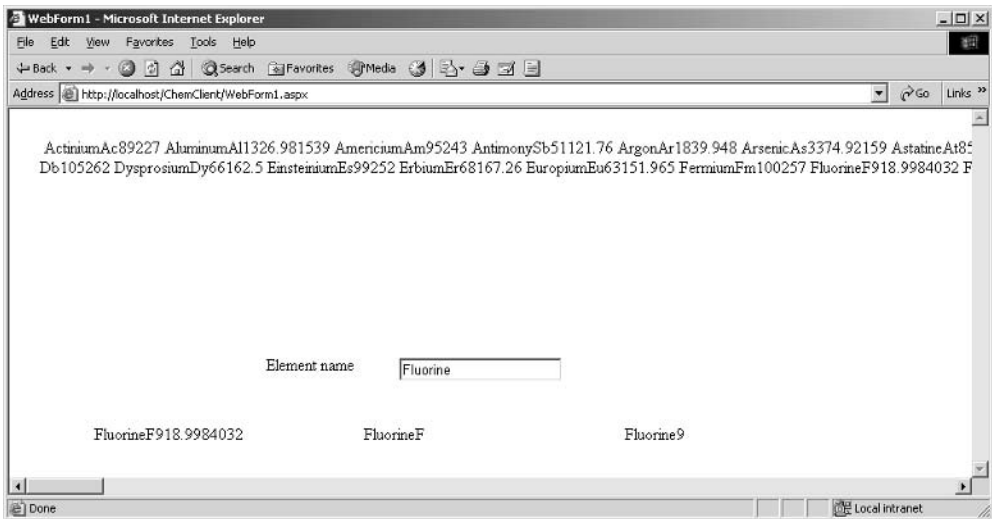 WebForm1 - Microsoft Internet Explorer
File Edit View Favorites Tools Help
Back Search Favorites Media
Address http://localhost/ChemClient/WebForm1.aspx Go Links »
ActiniumAc89227 AluminumAl1326.981539 AmericiumAm95243 AntimonySb51121.76 ArgonAr1839.948 ArsenicAs3374.92159 AstatineAt85
Db105262 DysprosiumDy66162.5 EinsteiniumEs99252 ErbiumEr68167.26 EuropiumEu63151.965 FermiumFm100257 FluorineF918.9984032 F
Element name Fluorine
FluorineF918.9984032 FluorineF Fluorine9
Done Local intranet